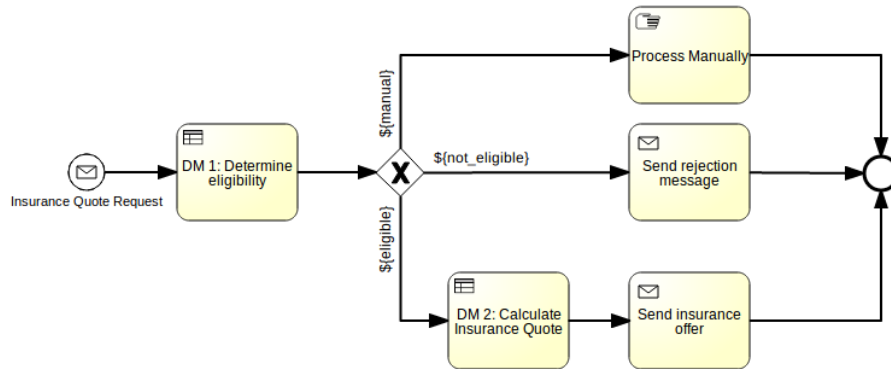 Insurance Quote Request
DM 1: Determine
eligibility
${manual}
${not_eligible}
${eligible}
Process Manually
Send rejection
message
DM 2: Calculate
Insurance Quote
Send insurance
offer